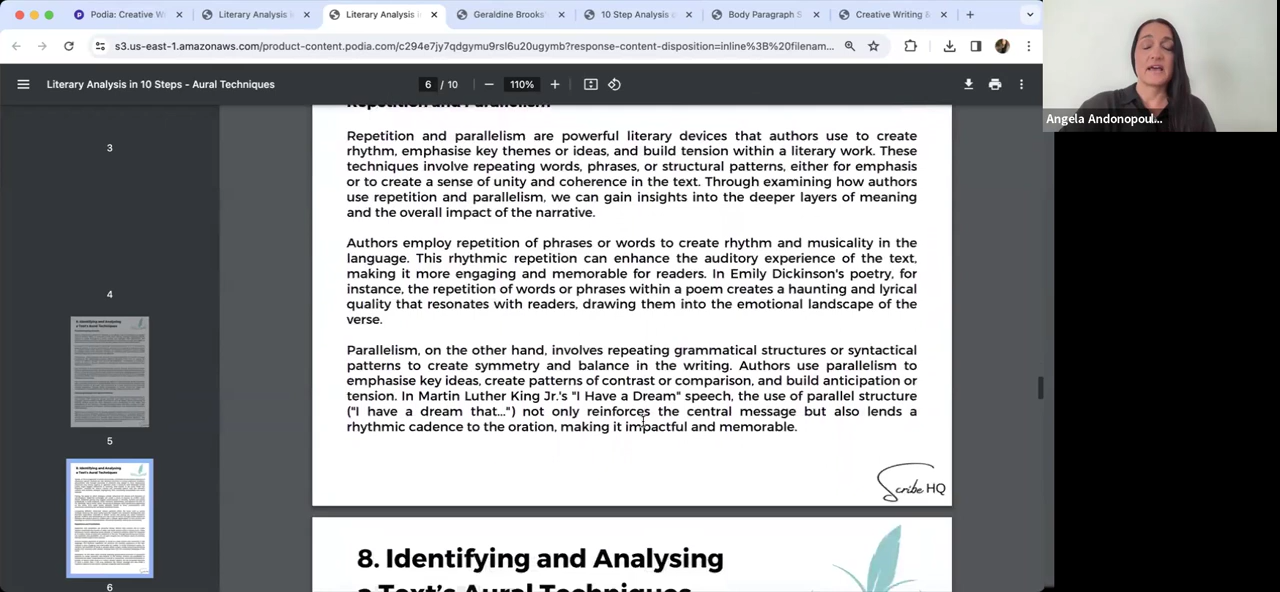 Podia: Creative W
Literary Analysis i
Literary Analysis i
Geraldine Brooks'
10 Step Analysis o
Body Paragraph S
Creative Writing &
s3.us-east-1.amazonaws.com/product-content.podia.com/c294e7jy7qdgymu9rsl6u20ugymb?response-content-disposition=inline%3B%20filenam...
Literary Analysis in 10 Steps - Aural Techniques
6 / 10
110%
Angela Andonopoul...
3
4
5
6
Repetition and Parallelism
Repetition and parallelism are powerful literary devices that authors use to create
rhythm, emphasise key themes or ideas, and build tension within a literary work. These
techniques involve repeating words, phrases, or structural patterns, either for emphasis
or to create a sense of unity and coherence in the text. Through examining how authors
use repetition and parallelism, we can gain insights into the deeper layers of meaning
and the overall impact of the narrative.
Authors employ repetition of phrases or words to create rhythm and musicality in the
language. This rhythmic repetition can enhance the auditory experience of the text,
making it more engaging and memorable for readers. In Emily Dickinson's poetry, for
instance, the repetition of words or phrases within a poem creates a haunting and lyrical
quality that resonates with readers, drawing them into the emotional landscape of the
verse.
Parallelism, on the other hand, involves repeating grammatical structures or syntactical
patterns to create symmetry and balance in the writing. Authors use parallelism to
emphasise key ideas, create patterns of contrast or comparison, and build anticipation or
tension. In Martin Luther King Jr.'s "I Have a Dream" speech, the use of parallel structure
("I have a dream that...") not only reinforces the central message but also lends a
rhythmic cadence to the oration, making it impactful and memorable.
Scribe HQ
8. Identifying and Analysing
a Text's Aural Techniques